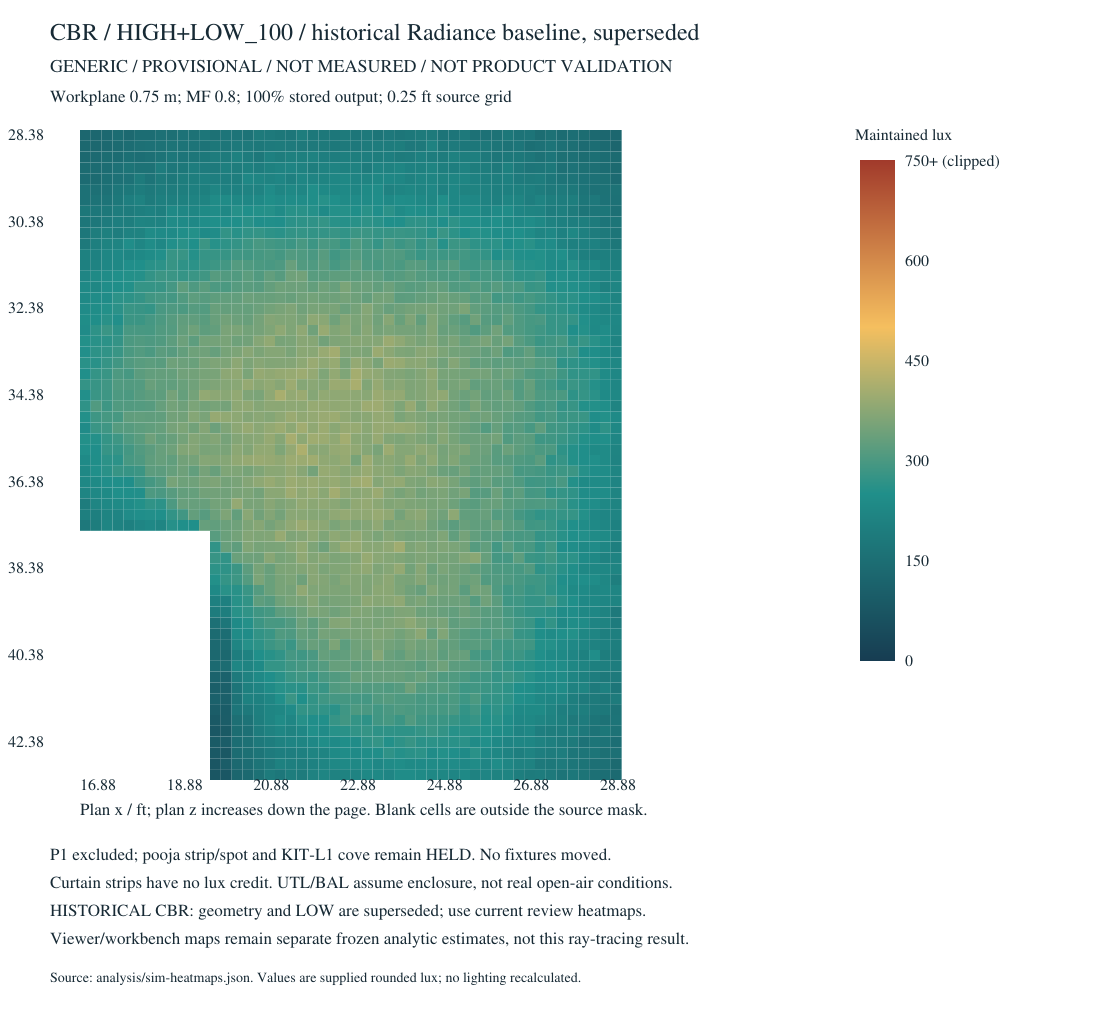 CBR / HIGH+LOW_100 / historical Radiance baseline, superseded
GENERIC / PROVISIONAL / NOT MEASURED / NOT PRODUCT VALIDATION
Workplane 0.75 m; MF 0.8; 100% stored output; 0.25 ft source grid
28.38
30.38
32.38
34.38
36.38
38.38
40.38
42.38
16.88 18.88 20.88 22.88 24.88 26.88 28.88
Plan x / ft; plan z increases down the page. Blank cells are outside the source mask.
Maintained lux
750+ (clipped)
600
450
300
150
0
P1 excluded; pooja strip/spot and KIT-L1 cove remain HELD. No fixtures moved.
Curtain strips have no lux credit. UTL/BAL assume enclosure, not real open-air conditions.
HISTORICAL CBR: geometry and LOW are superseded; use current review heatmaps.
Viewer/workbench maps remain separate frozen analytic estimates, not this ray-tracing result.
Source: analysis/sim-heatmaps.json. Values are supplied rounded lux; no lighting recalculated.